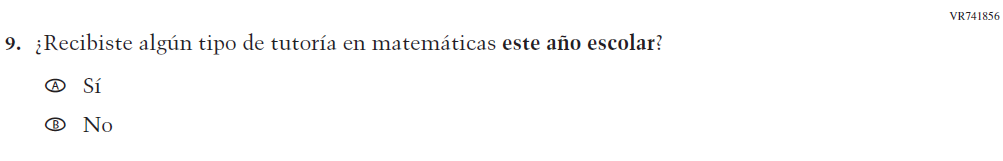 VR741856
9. ¿Recibiste algún tipo de tutoría en matemáticas este año escolar?
A Sí
B No